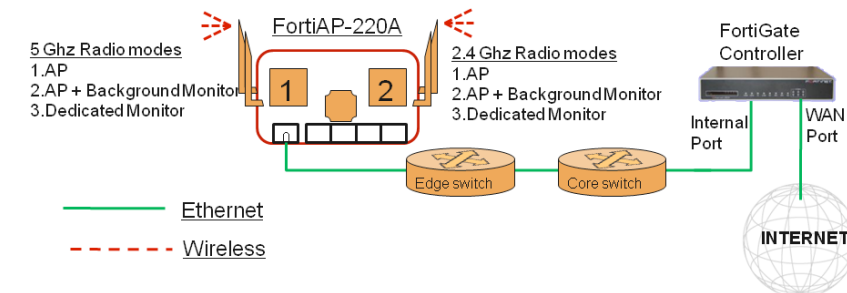 FortiAP-220A
5 Ghz Radio modes
1.AP
2.AP + Background Monitor
3.Dedicated Monitor
1
2
2.4 Ghz Radio modes
1.AP
2.AP + Background Monitor
3.Dedicated Monitor
FortiGate
Controller
Internal
Port
WAN
Port
Edge switch
Core switch
Ethernet
Wireless
INTERNET